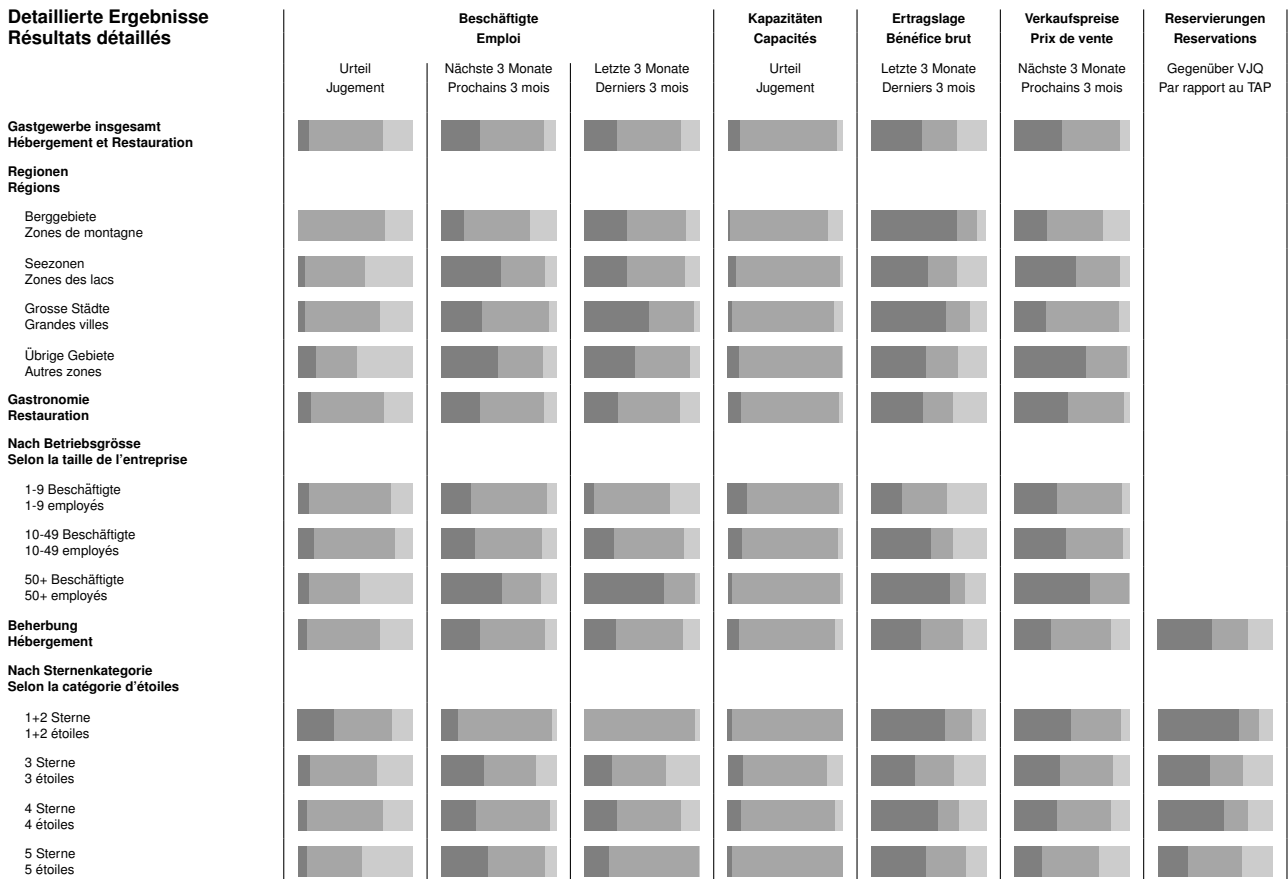 Detaillierte Ergebnisse
Résultats détaillés
Beschäftigte
Emploi
Kapazitäten
Capacités
Ertragslage
Bénéfice brut
Verkaufspreise
Prix de vente
Reservierungen
Reservations
Urteil
Jugement
Nächste 3 Monate
Prochains 3 mois
Letzte 3 Monate
Derniers 3 mois
Urteil
Jugement
Letzte 3 Monate
Derniers 3 mois
Nächste 3 Monate
Prochains 3 mois
Gegenüber VJQ
Par rapport au TAP
Gastgewerbe insgesamt
Hébergement et Restauration
Regionen
Régions
Berggebiete
Zones de montagne
Seezonen
Zones des lacs
Grosse Städte
Grandes villes
Übrige Gebiete
Autres zones
Gastronomie
Restauration
Nach Betriebsgrösse
Selon la taille de l'entreprise
1-9 Beschäftigte
1-9 employés
10-49 Beschäftigte
10-49 employés
50+ Beschäftigte
50+ employés
Beherbung
Hébergement
Nach Sternenkategorie
Selon la catégorie d'étoiles
1+2 Sterne
1+2 étoiles
3 Sterne
3 étoiles
4 Sterne
4 étoiles
5 Sterne
5 étoiles